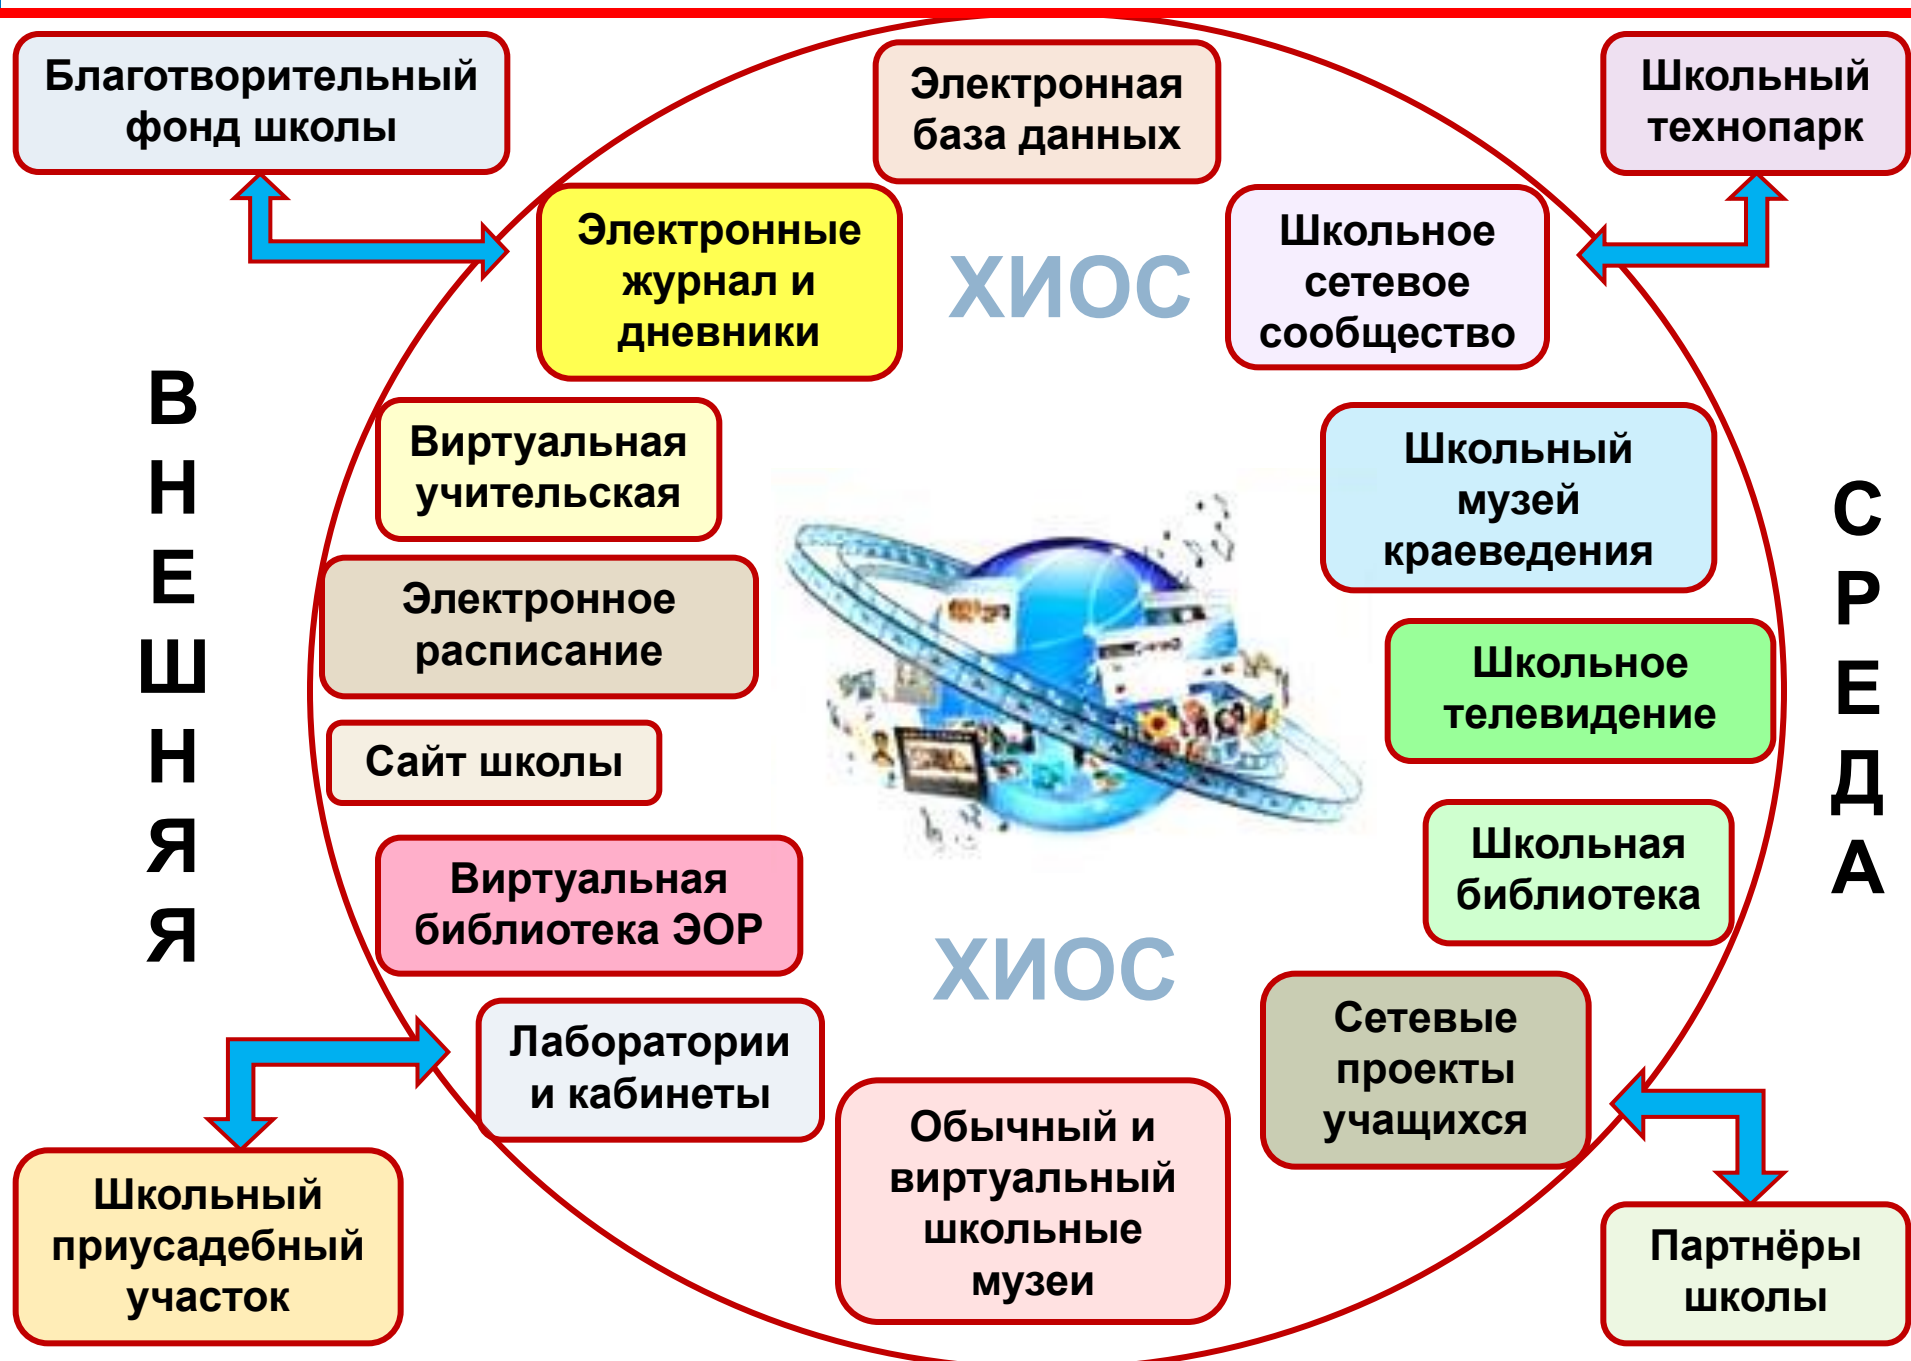 Благотворительный
фонд школы
Электронная
база данных
Школьный
технопарк
Электронные
журнал и
дневники
ХИОС
Школьное
сетевое
сообщество
ВНЕШНЯЯ
Виртуальная
учительская
Школьный
музей
краеведения
СРЕДА
Электронное
расписание
Школьное
телевидение
Сайт школы
Школьная
библиотека
Виртуальная
библиотека ЭОР
ХИОС
Лаборатории
и кабинеты
Сетевые
проекты
учащихся
Обычный и
виртуальный
школьные
музеи
Школьный
приусадебный
участок
Партнёры
школы